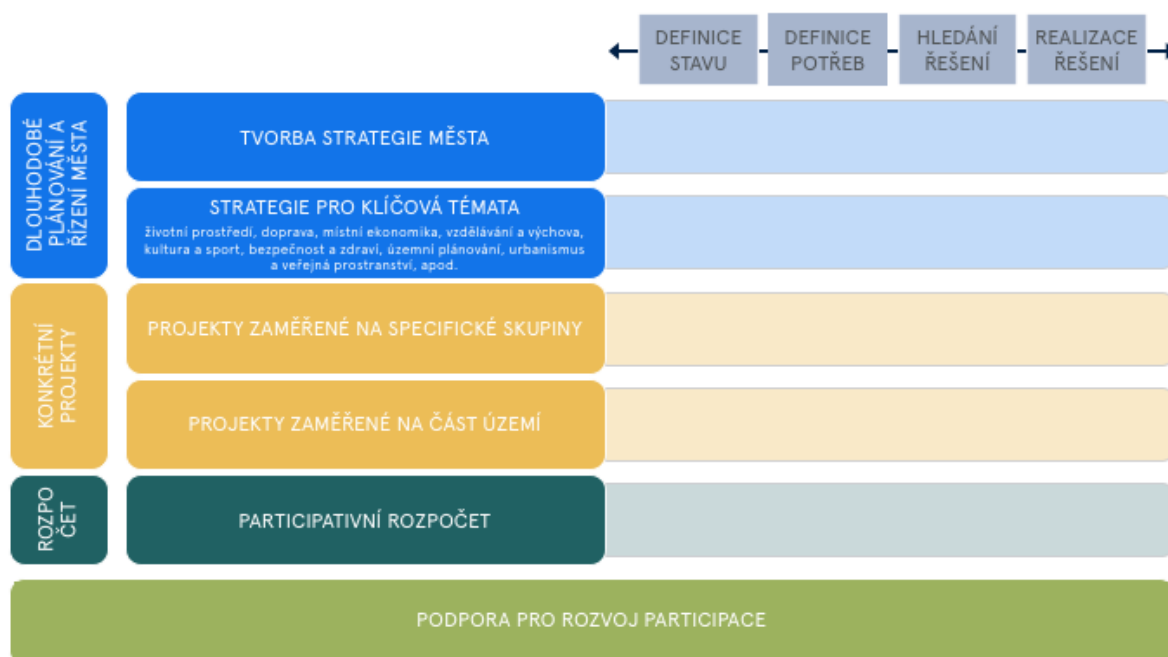 DEFINICE
STAVU
DEFINICE
POTŘEB
HLEDÁNÍ
ŘEŠENÍ
REALIZACE
ŘEŠENÍ
DLOUHODOBÉ
PLÁNOVÁNÍ A
ŘÍZENÍ MĚSTA
TVORBA STRATEGIE MĚSTA
STRATEGIE PRO KLÍČOVÁ TÉMATA
životní prostředí, doprava, místní ekonomika, vzdělávání a výchova,
kultura a sport, bezpečnost a zdraví, územní plánování, urbanismus
a veřejná prostranství, apod.
KONKRÉTNÍ
PROJEKTY
PROJEKTY ZAMĚŘENÉ NA SPECIFICKÉ SKUPINY
PROJEKTY ZAMĚŘENÉ NA ČÁST ÚZEMÍ
ROZPO
ČET
PARTICIPATIVNÍ ROZPOČET
PODPORA PRO ROZVOJ PARTICIPACE